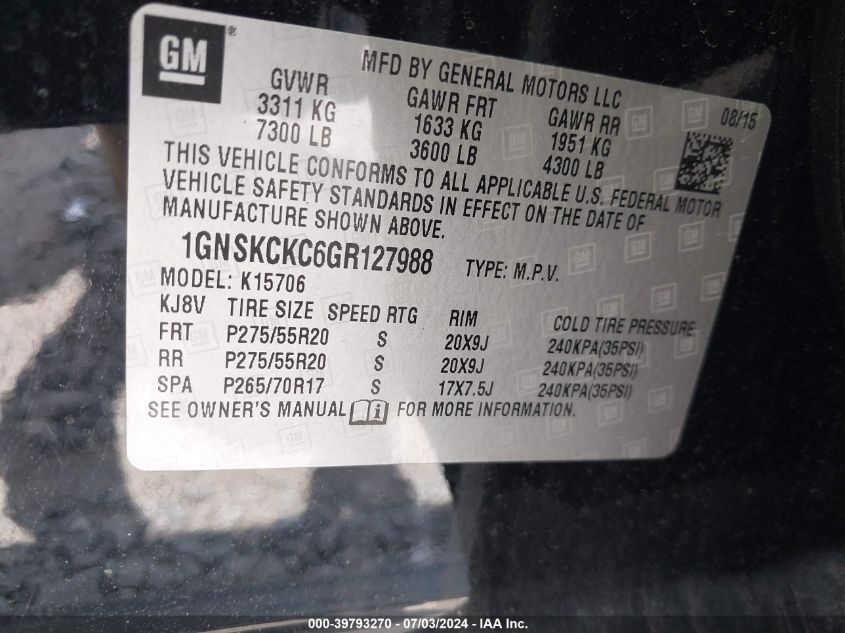 GM®
MFD BY GENERAL MOTORS LLC
08/15
GVWR GAWR FRT GAWR RR
3311 KG 1633 KG 1951 KG
7300 LB 3600 LB 4300 LB
THIS VEHICLE CONFORMS TO ALL APPLICABLE U.S. FEDERAL MOTOR
VEHICLE SAFETY STANDARDS IN EFFECT ON THE DATE OF
MANUFACTURE SHOWN ABOVE.
1GNSKCKC6GR127988 TYPE: M.P.V.
MODEL: K15706
KJ8V TIRE SIZE SPEED RTG RIM COLD TIRE PRESSURE
FRT P275/55R20 S 20X9J 240KPA(35PSI)
RR P275/55R20 S 20X9J 240KPA(35PSI)
SPA P265/70R17 S 17X7.5J 240KPA(35PSI)
SEE OWNER'S MANUAL FOR MORE INFORMATION.
000-39793270 - 07/03/2024 - IAA Inc.